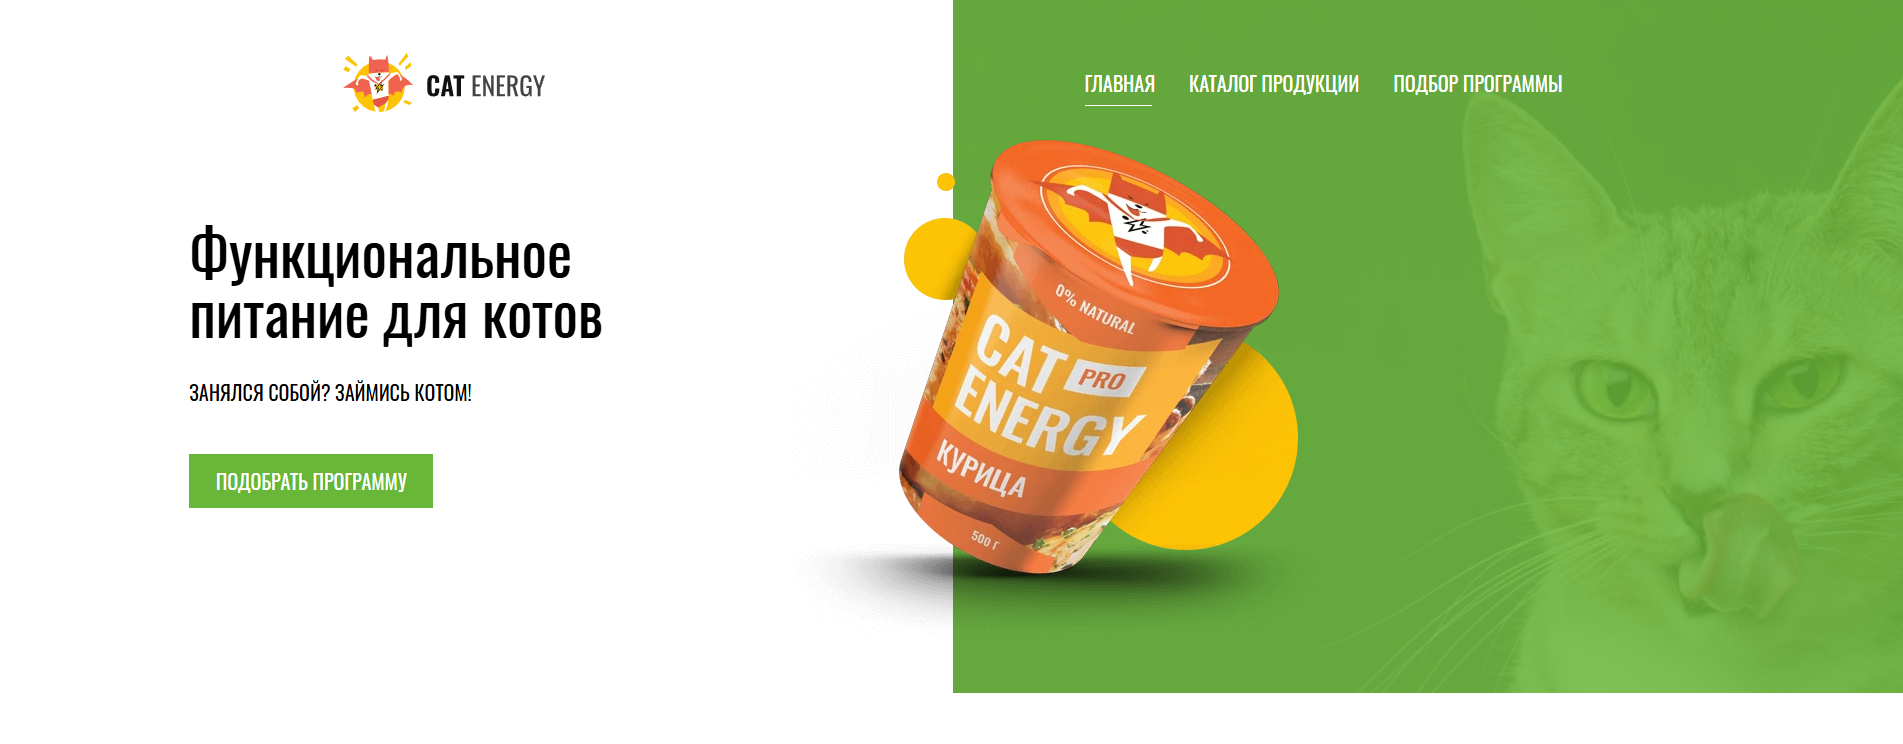 CAT ENERGY
ГЛАВНАЯ КАТАЛОГ ПРОДУКЦИИ ПОДБОР ПРОГРАММЫ
Функциональное
питание для котов
ЗАНЯЛСЯ СОБОЙ? ЗАЙМИСЬ КОТОМ!
ПОДОБРАТЬ ПРОГРАММУ
0% NATURAL
CAT PRO
ENERGY
КУРИЦА
500 Г